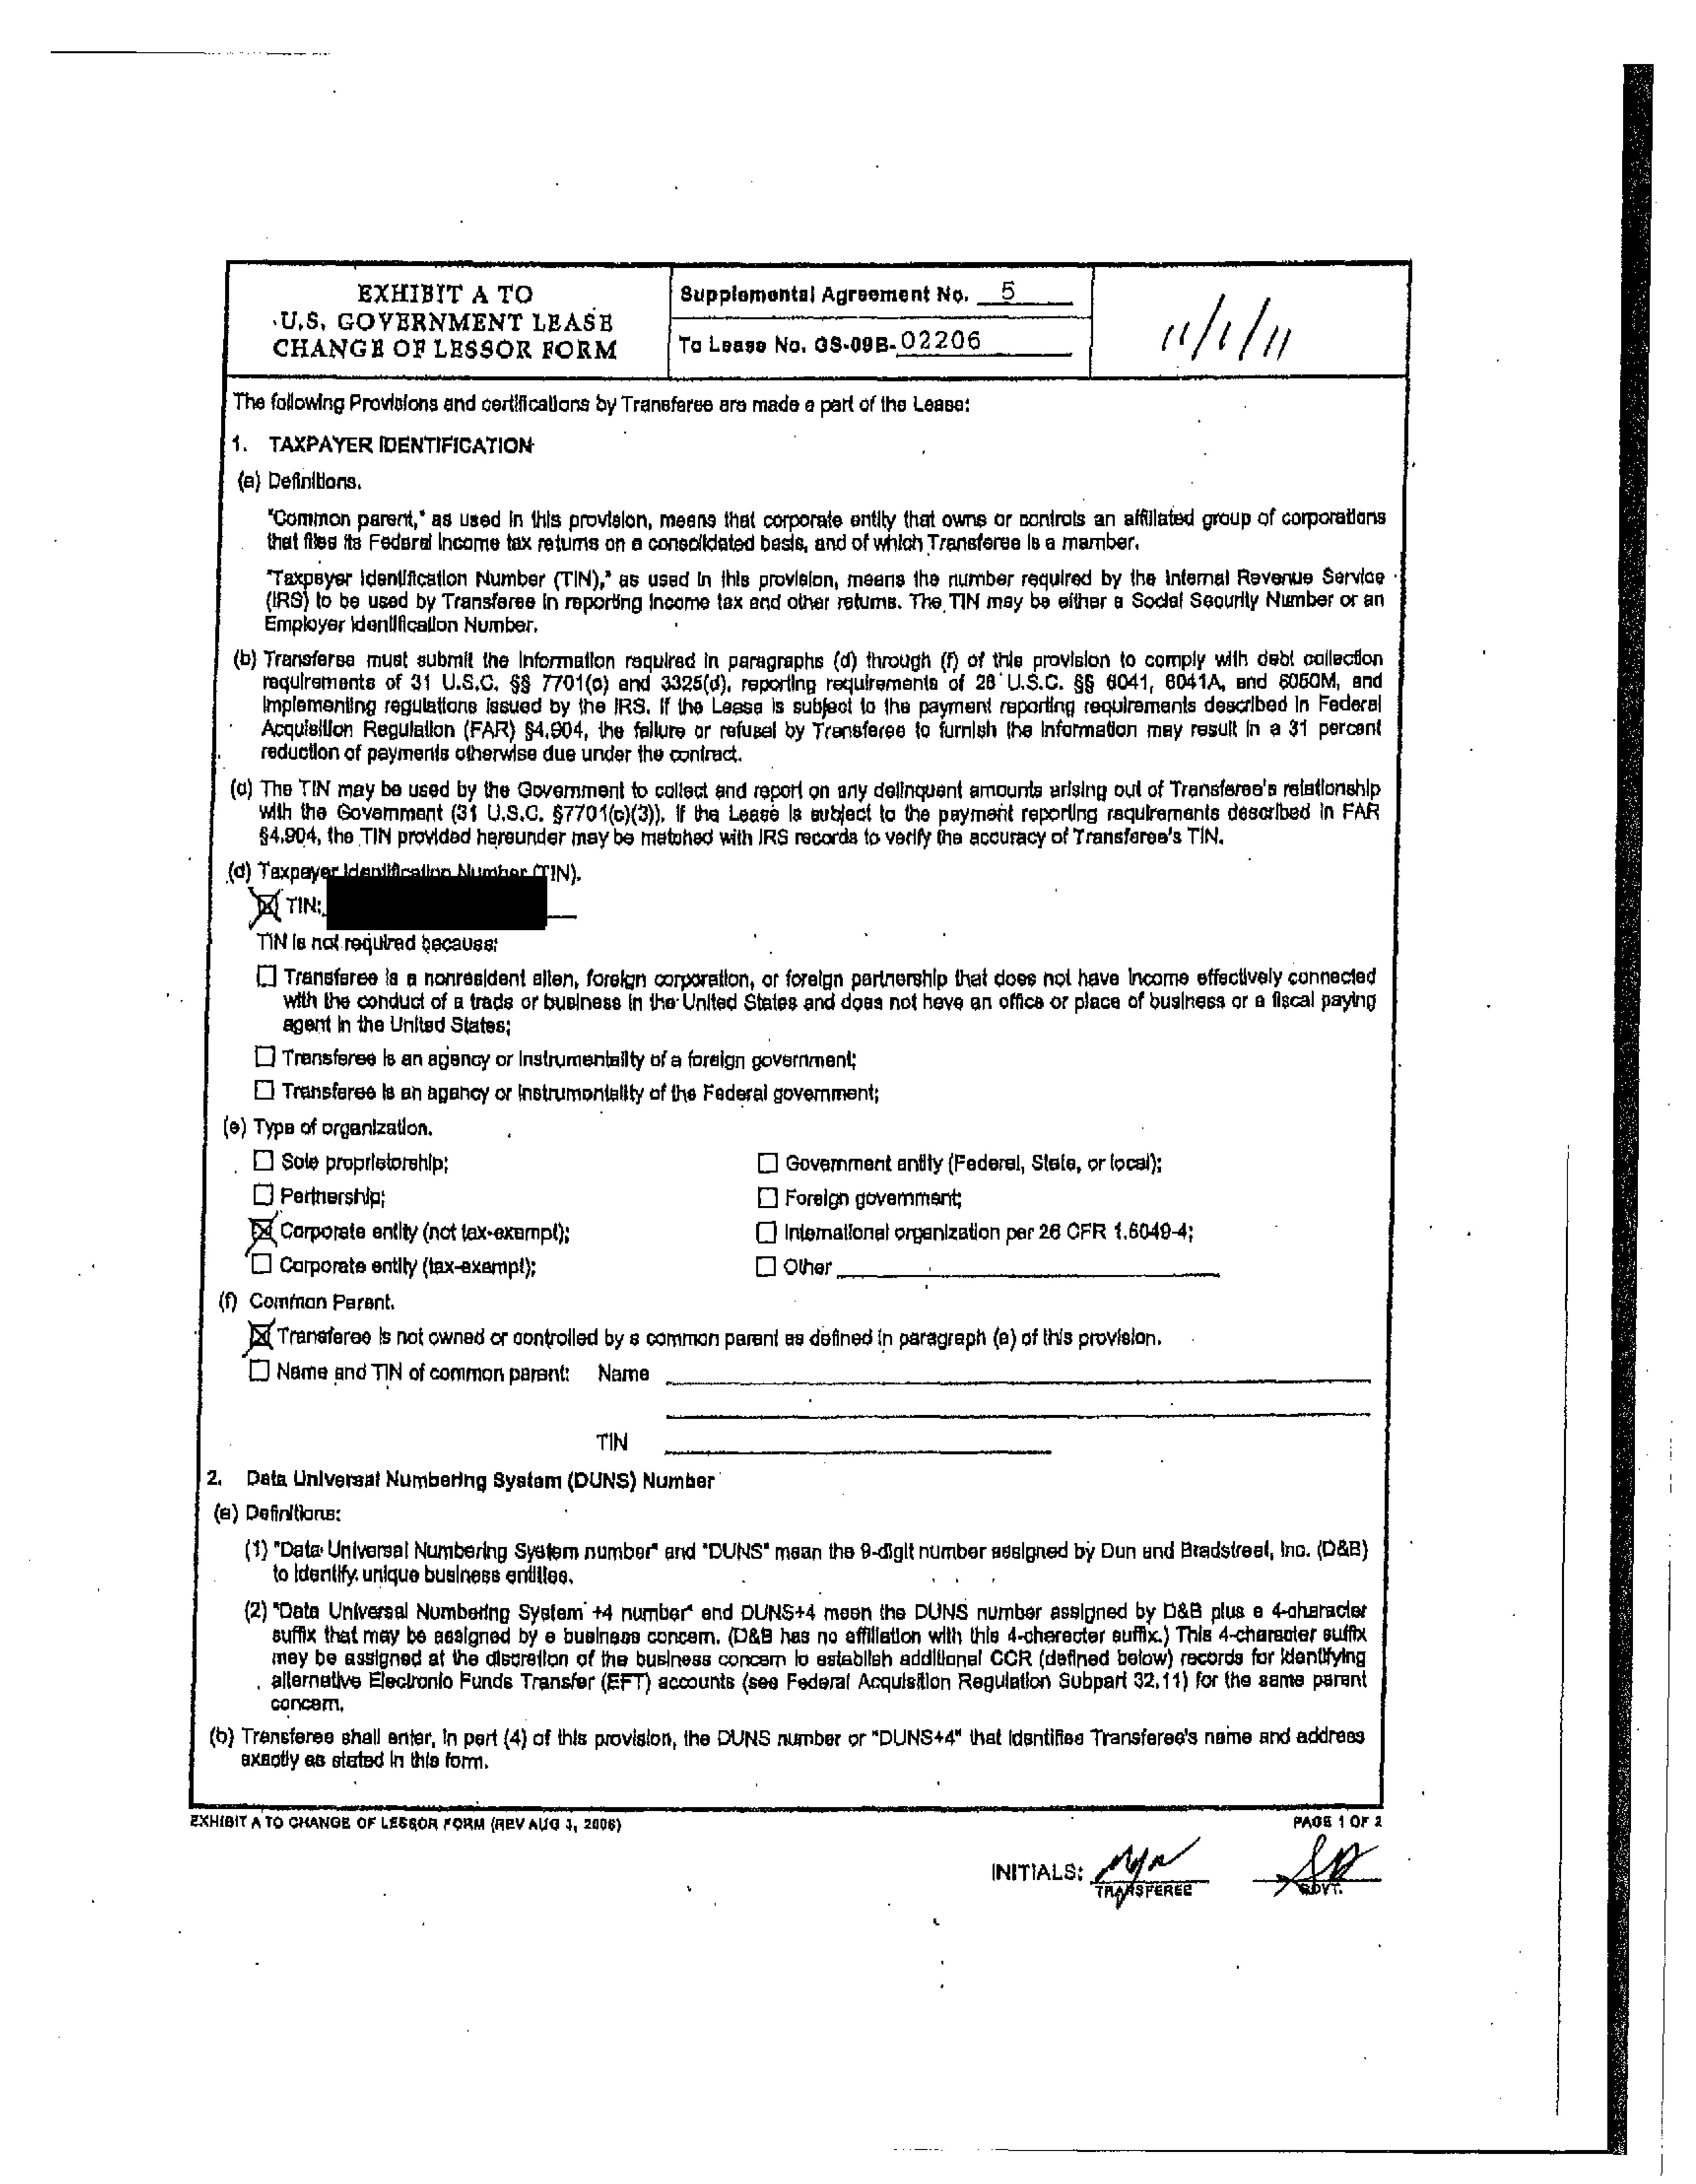 EXHIBIT A TO
U.S. GOVERNMENT LEASE
CHANGE OF LESSOR FORM
Supplemental Agreement No. 5
To Lease No. GS-09B-02206
11/1/11
The following Provisions and certifications by Transferee are made a part of the Lease:
1. TAXPAYER IDENTIFICATION
(a) Definitions.
"Common parent," as used in this provision, means that corporate entity that owns or controls an affiliated group of corporations
that files its Federal income tax returns on a consolidated basis, and of which Transferee is a member.
"Taxpayer Identification Number (TIN)," as used in this provision, means the number required by the Internal Revenue Service
(IRS) to be used by Transferee in reporting income tax and other returns. The TIN may be either a Social Security Number or an
Employer Identification Number.
(b) Transferee must submit the information required in paragraphs (d) through (f) of this provision to comply with debt collection
requirements of 31 U.S.C. §§ 7701(c) and 3325(d), reporting requirements of 26 U.S.C. §§ 6041, 6041A, and 6050M, and
implementing regulations issued by the IRS. If the Lease is subject to the payment reporting requirements described in Federal
Acquisition Regulation (FAR) §4.904, the failure or refusal by Transferee to furnish the information may result in a 31 percent
reduction of payments otherwise due under the contract.
(c) The TIN may be used by the Government to collect and report on any delinquent amounts arising out of Transferee's relationship
with the Government (31 U.S.C. §7701(c)(3)). If the Lease is subject to the payment reporting requirements described in FAR
§4.904, the TIN provided hereunder may be matched with IRS records to verify the accuracy of Transferee's TIN.
(d) Taxpayer Identification Number (TIN).
TIN:
TIN is not required because:
Transferee is a nonresident alien, foreign corporation, or foreign partnership that does not have income effectively connected
with the conduct of a trade or business in the United States and does not have an office or place of business or a fiscal paying
agent in the United States;
Transferee is an agency or instrumentality of a foreign government;
Transferee is an agency or instrumentality of the Federal government;
(e) Type of organization.
Sole proprietorship;
Government entity (Federal, State, or local);
Partnership;
Foreign government;
Corporate entity (not tax-exempt);
International organization per 26 CFR 1.6049-4;
Corporate entity (tax-exempt);
Other
(f) Common Parent.
Transferee is not owned or controlled by a common parent as defined in paragraph (a) of this provision.
Name and TIN of common parent: Name
TIN
2. Data Universal Numbering System (DUNS) Number
(a) Definitions:
(1) "Data Universal Numbering System number" and "DUNS" mean the 9-digit number assigned by Dun and Bradstreet, Inc. (D&B)
to identify unique business entities.
(2) "Data Universal Numbering System +4 number" and DUNS+4 mean the DUNS number assigned by D&B plus a 4-character
suffix that may be assigned by a business concern. (D&B has no affiliation with this 4-character suffix.) This 4-character suffix
may be assigned at the discretion of the business concern to establish additional CCR (defined below) records for identifying
alternative Electronic Funds Transfer (EFT) accounts (see Federal Acquisition Regulation Subpart 32.11) for the same parent
concern.
(b) Transferee shall enter, in part (4) of this provision, the DUNS number or "DUNS+4" that identifies Transferee's name and address
exactly as stated in this form.
EXHIBIT A TO CHANGE OF LESSOR FORM (REV AUG 3, 2006)
PAGE 1 OF 2
INITIALS:
TRANSFEREE
GOVT.